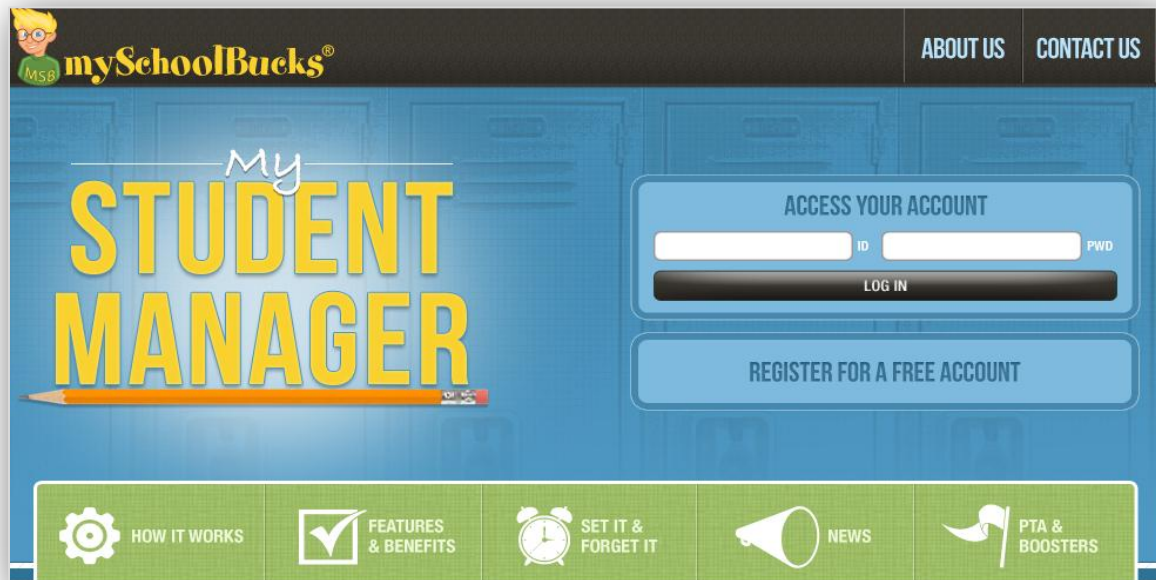 MSB
mySchoolBucks®
ABOUT US
CONTACT US
My
STUDENT
MANAGER
ACCESS YOUR ACCOUNT
ID
PWD
LOG IN
REGISTER FOR A FREE ACCOUNT
HOW IT WORKS
FEATURES
& BENEFITS
SET IT &
FORGET IT
NEWS
PTA &
BOOSTERS